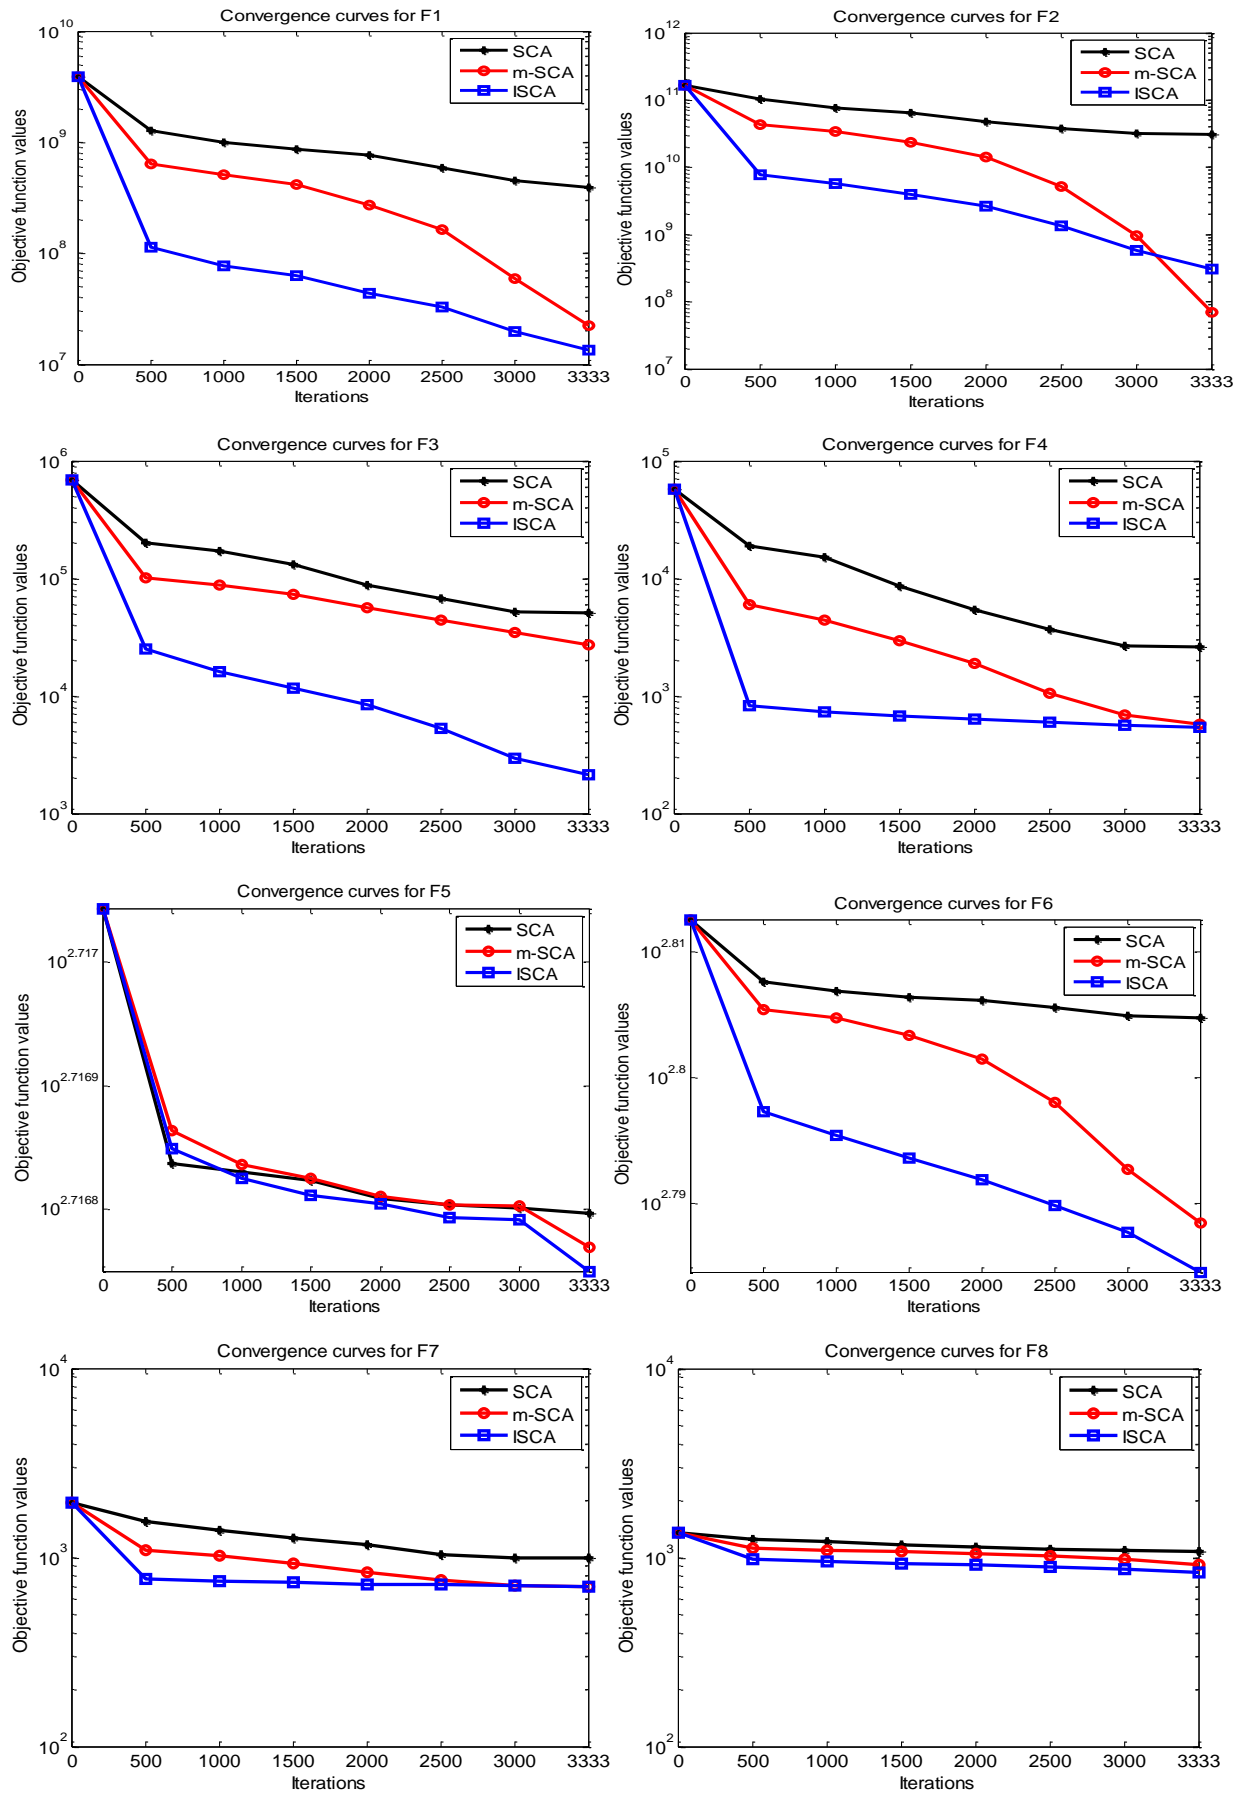 Convergence curves for F1
Objective function values
10^10
10^9
10^8
10^7
SCA
m-SCA
ISCA
0 500 1000 1500 2000 2500 3000 3333
Iterations
Convergence curves for F2
Objective function values
10^12
10^11
10^10
10^9
10^8
10^7
SCA
m-SCA
ISCA
0 500 1000 1500 2000 2500 3000 3333
Iterations
Convergence curves for F3
Objective function values
10^6
10^5
10^4
10^3
SCA
m-SCA
ISCA
0 500 1000 1500 2000 2500 3000 3333
Iterations
Convergence curves for F4
Objective function values
10^5
10^4
10^3
10^2
SCA
m-SCA
ISCA
0 500 1000 1500 2000 2500 3000 3333
Iterations
Convergence curves for F5
Objective function values
10^2.717
10^2.7169
10^2.7168
SCA
m-SCA
ISCA
0 500 1000 1500 2000 2500 3000 3333
Iterations
Convergence curves for F6
Objective function values
10^2.81
10^2.8
10^2.79
SCA
m-SCA
ISCA
0 500 1000 1500 2000 2500 3000 3333
Iterations
Convergence curves for F7
Objective function values
10^4
10^3
10^2
SCA
m-SCA
ISCA
0 500 1000 1500 2000 2500 3000 3333
Iterations
Convergence curves for F8
Objective function values
10^4
10^3
10^2
SCA
m-SCA
ISCA
0 500 1000 1500 2000 2500 3000 3333
Iterations